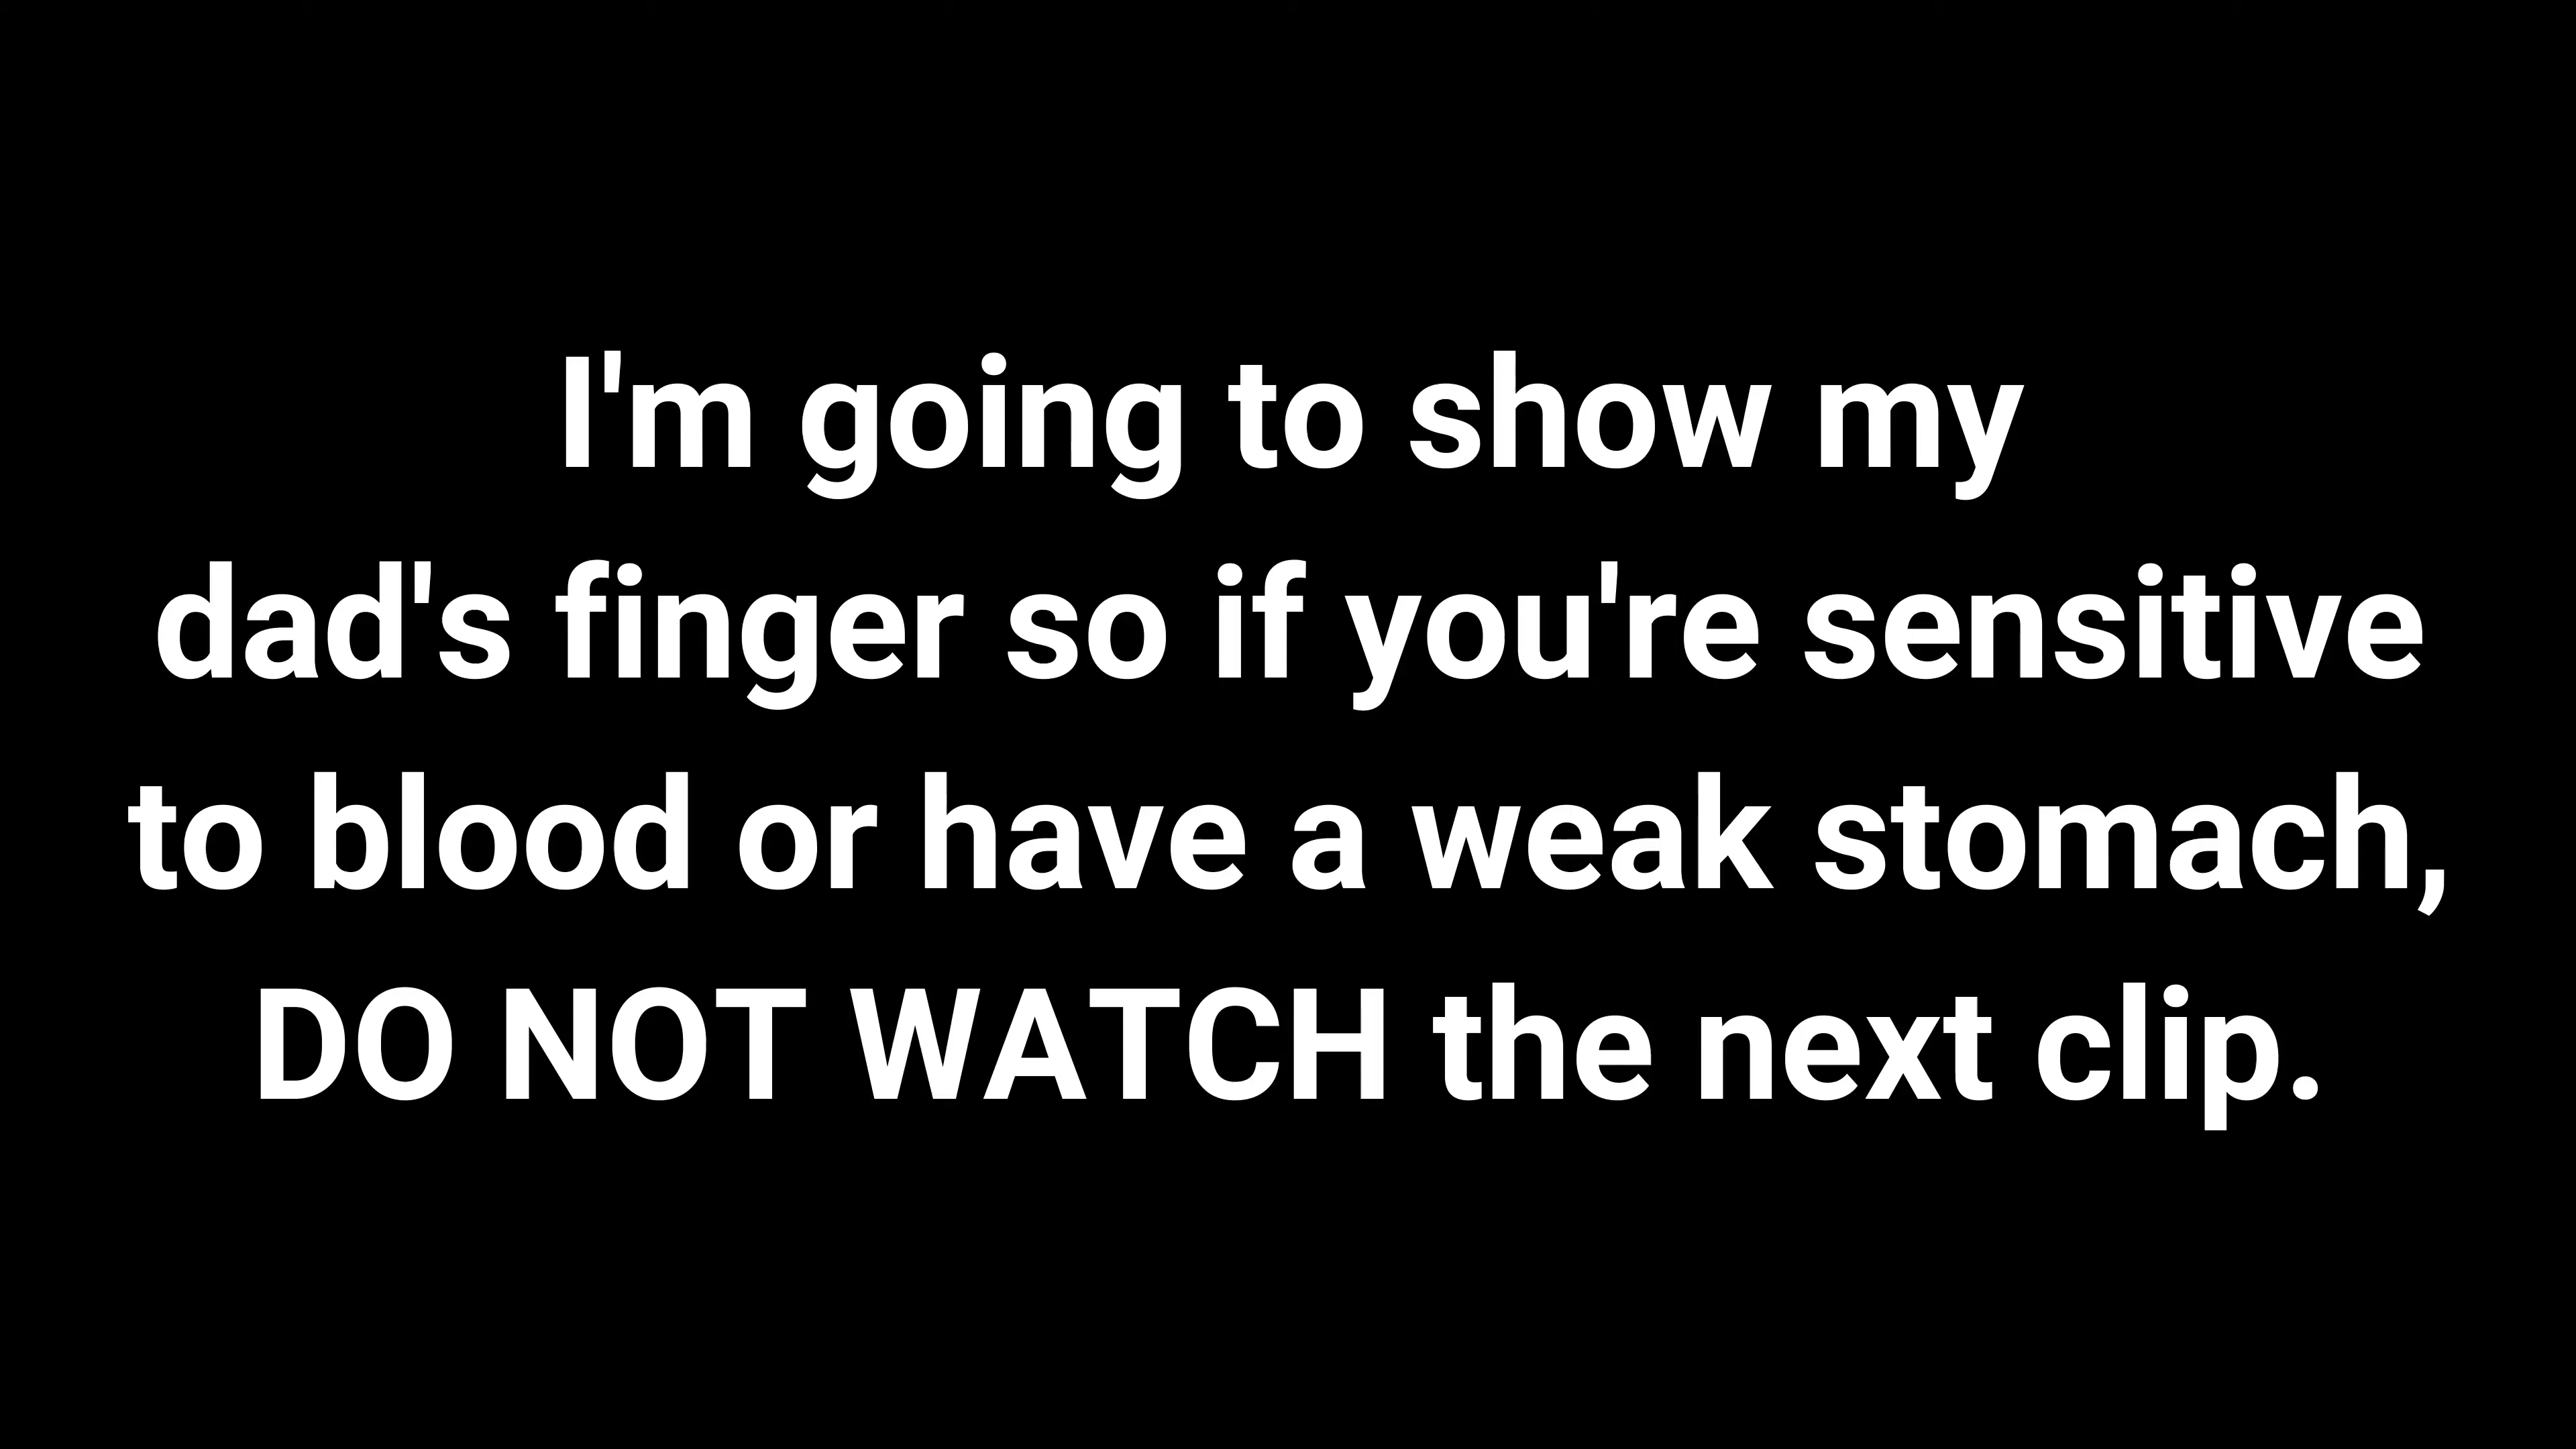 I'm going to show my
dad's finger so if you're sensitive
to blood or have a weak stomach,
DO NOT WATCH the next clip.